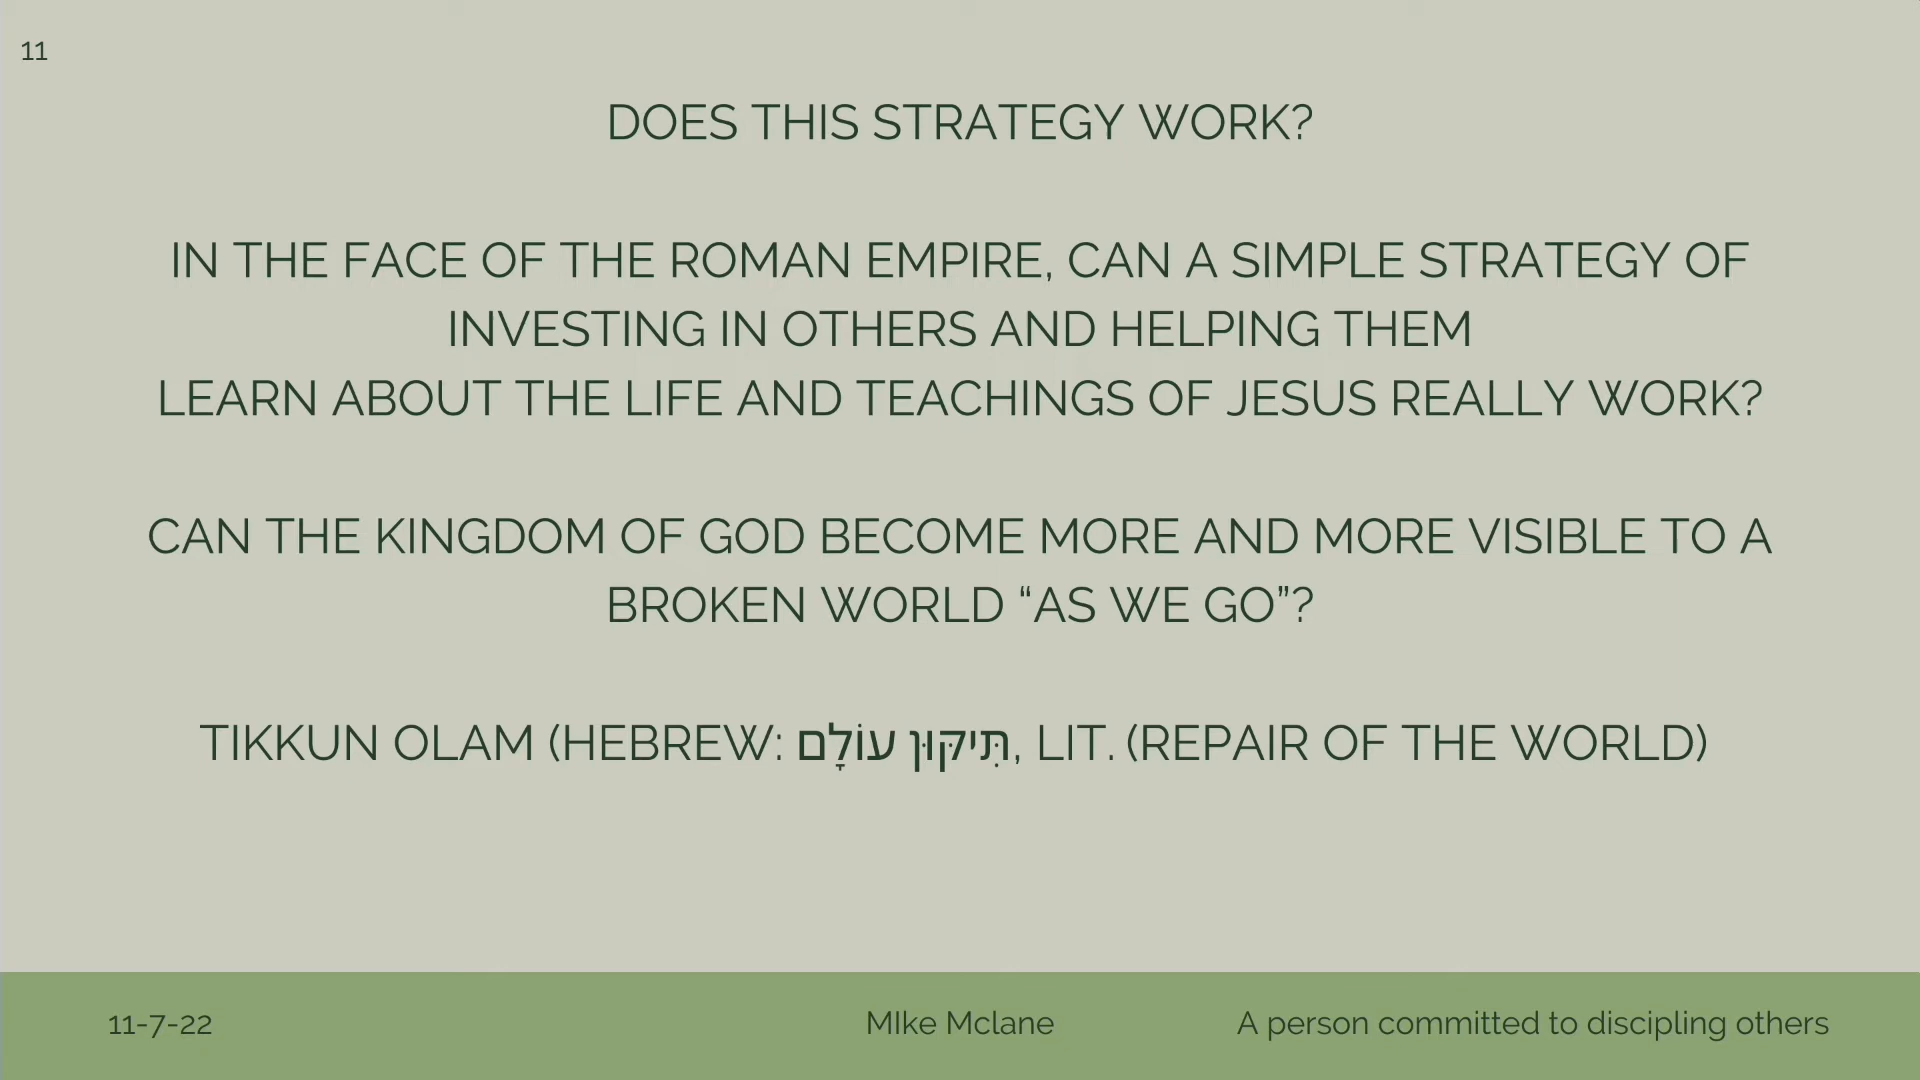 11
DOES THIS STRATEGY WORK?
IN THE FACE OF THE ROMAN EMPIRE, CAN A SIMPLE STRATEGY OF
INVESTING IN OTHERS AND HELPING THEM
LEARN ABOUT THE LIFE AND TEACHINGS OF JESUS REALLY WORK?
CAN THE KINGDOM OF GOD BECOME MORE AND MORE VISIBLE TO A
BROKEN WORLD “AS WE GO”?
TIKKUN OLAM (HEBREW: תִּיקּוּן עוֹלָם, LIT. (REPAIR OF THE WORLD)
11-7-22
MIke Mclane
A person committed to discipling others